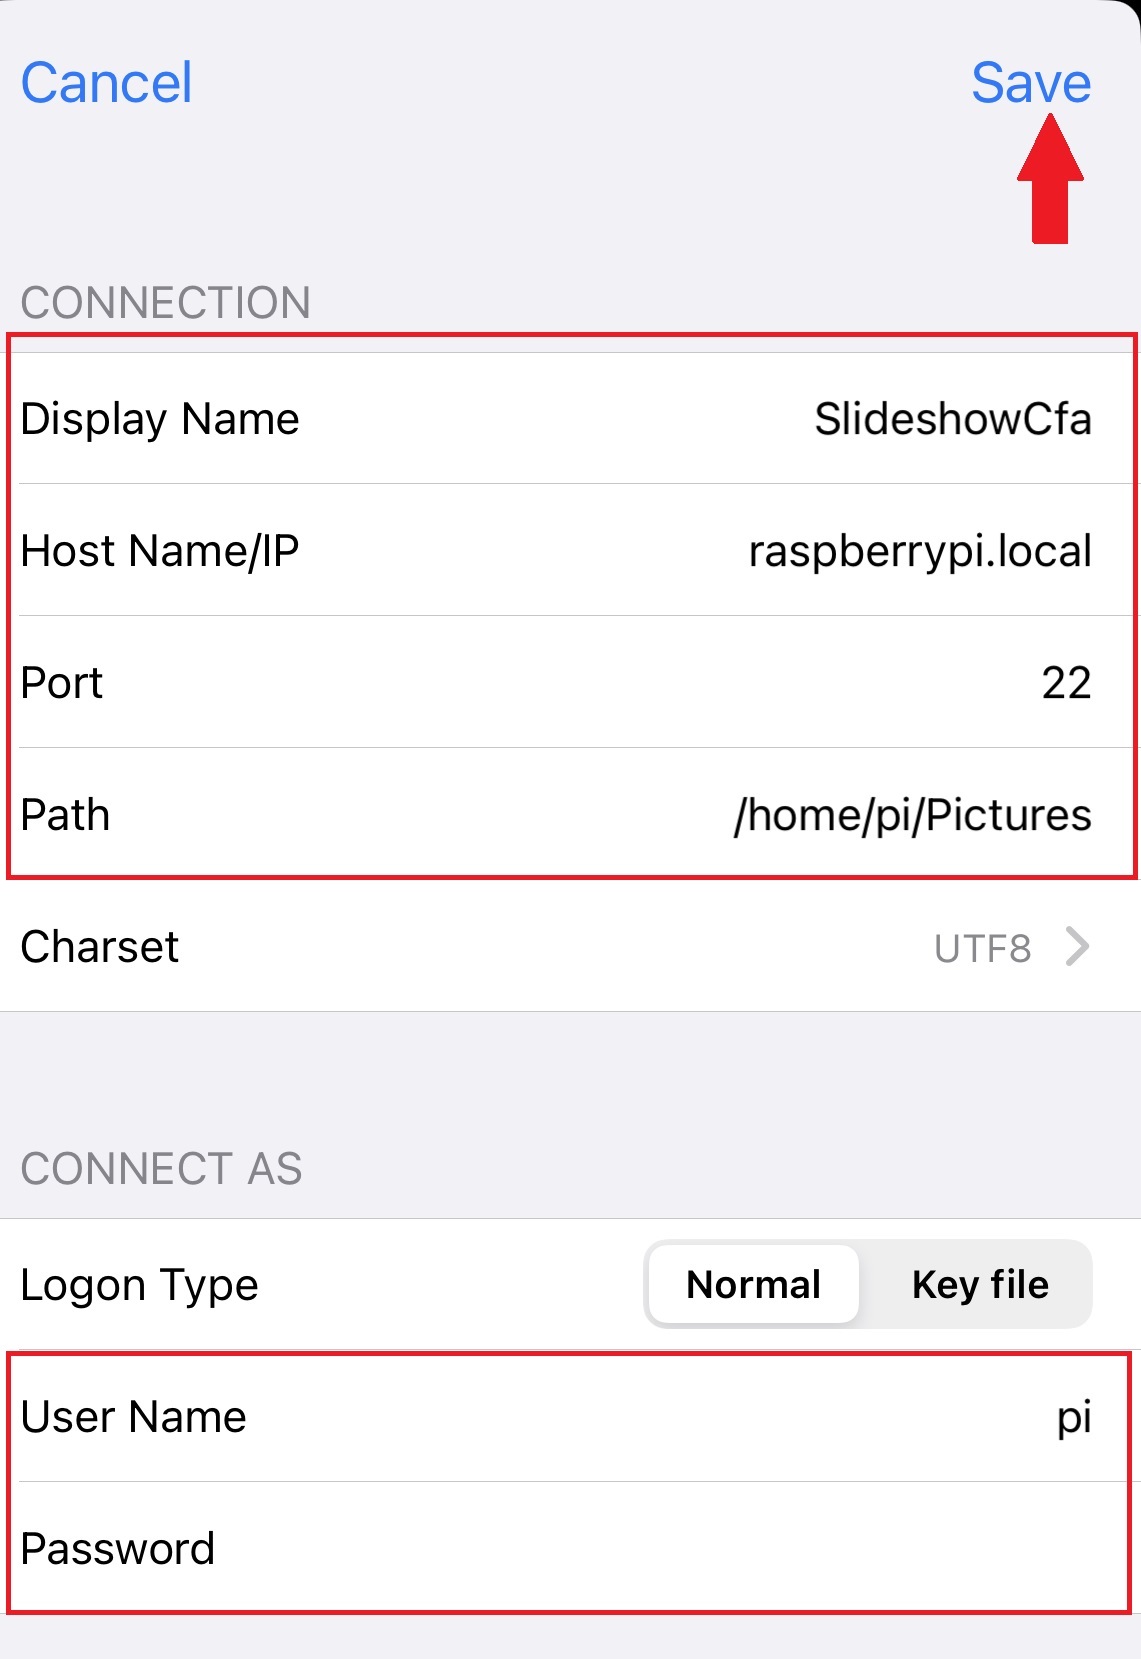 Cancel Save
CONNECTION
Display Name SlideshowCfa
Host Name/IP raspberrypi.local
Port 22
Path /home/pi/Pictures
Charset UTF8
CONNECT AS
Logon Type Normal Key file
User Name pi
Password